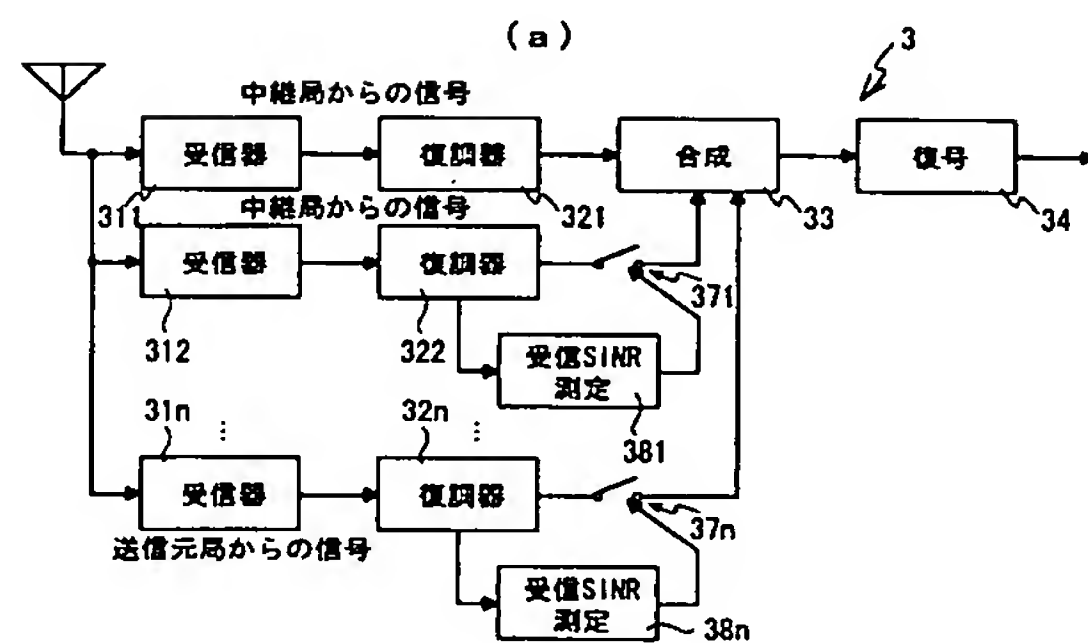 (a)
3
中継局からの信号
受信器
復調器
合成
復号
311
321
33
34
中継局からの信号
受信器
復調器
371
312
322
受信SINR
測定
381
31n
32n
⋮
⋮
受信器
復調器
37n
送信元局からの信号
受信SINR
測定
38n